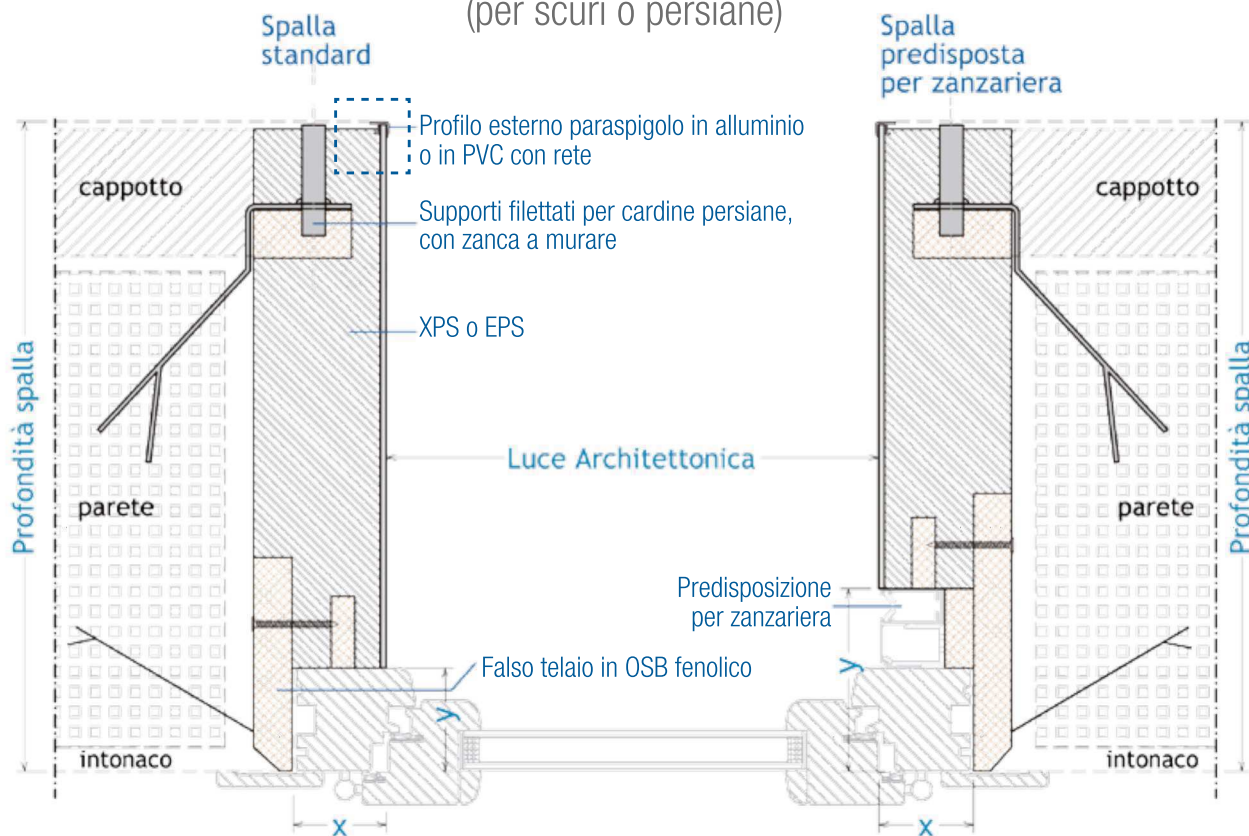 (per scuri o persiane)
Spalla
standard
Spalla
predisposta
per zanzariera
Profilo esterno paraspigolo in alluminio
o in PVC con rete
cappotto
cappotto
Supporti filettati per cardine persiane,
con zanca a murare
XPS o EPS
Profondità spalla
Profondità spalla
Luce Architettonica
parete
parete
Predisposizione
per zanzariera
Falso telaio in OSB fenolico
y
y
intonaco
intonaco
x
x